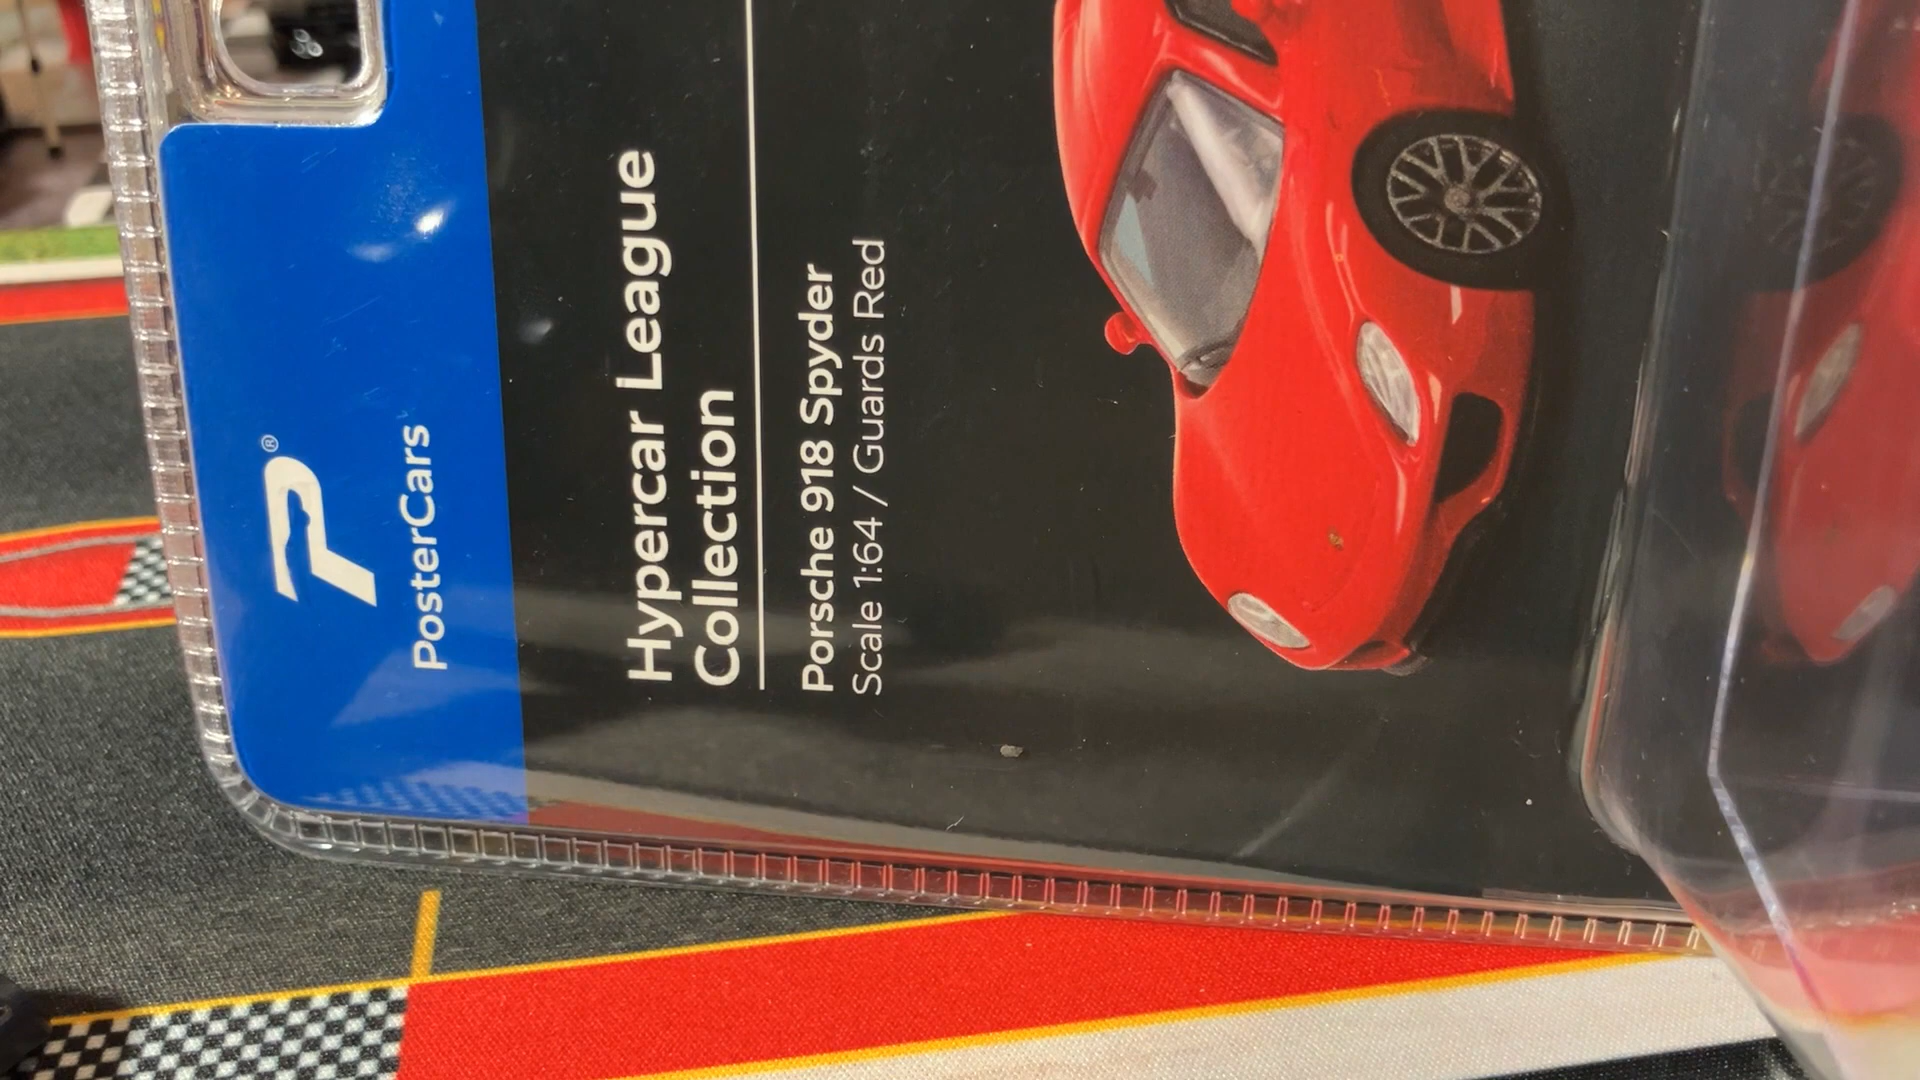 P®
PosterCars
Hypercar League
Collection
Porsche 918 Spyder
Scale 1:64 / Guards Red